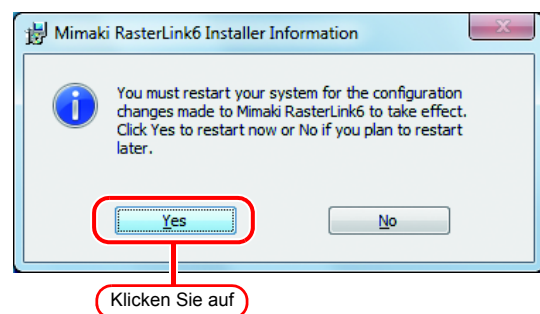 Mimaki RasterLink6 Installer Information
You must restart your system for the configuration
changes made to Mimaki RasterLink6 to take effect.
Click Yes to restart now or No if you plan to restart
later.
Yes
No
Klicken Sie auf